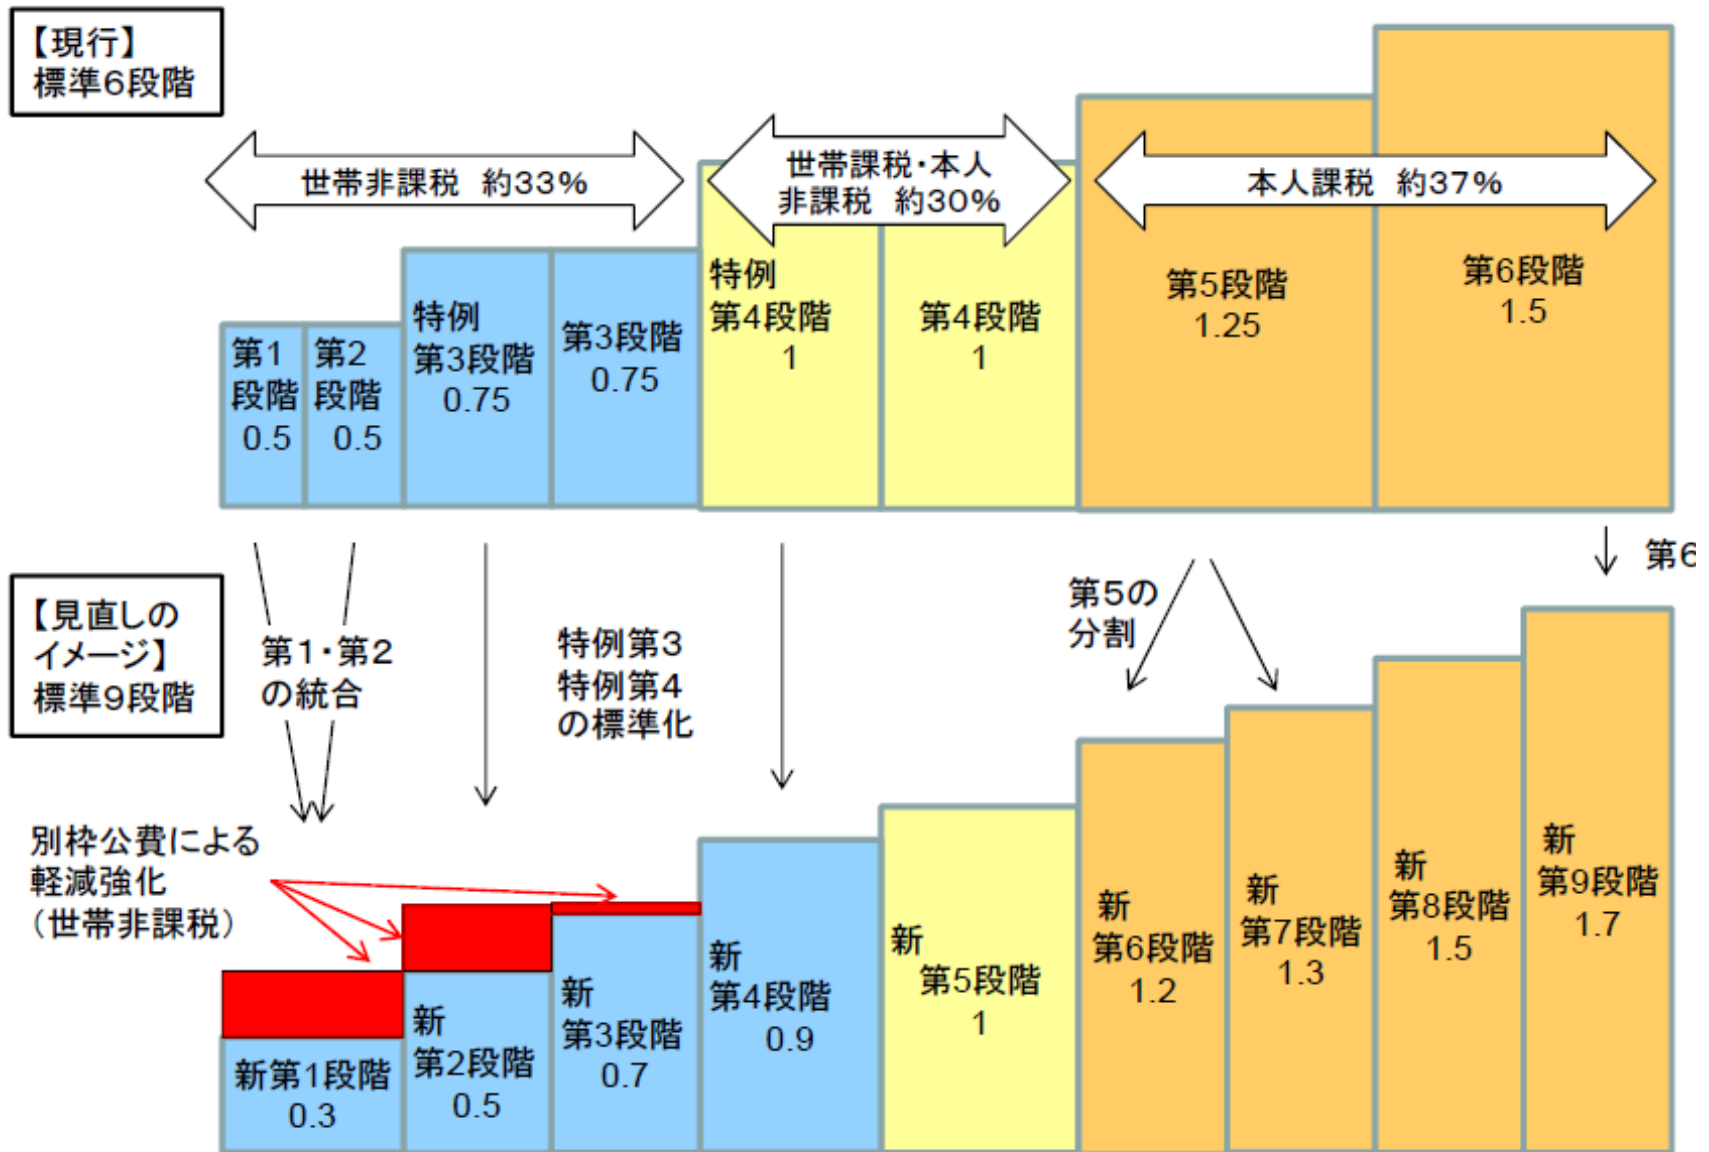 【現行】
標準6段階
世帯非課税 約33%
世帯課税・本人
非課税 約30%
本人課税 約37%
第1
段階
0.5
第2
段階
0.5
特例
第3段階
0.75
第3段階
0.75
特例
第4段階
1
第4段階
1
第5段階
1.25
第6段階
1.5
【見直しの
イメージ】
標準9段階
第1・第2
の統合
特例第3
特例第4
の標準化
第5の
分割
第6
別枠公費による
軽減強化
(世帯非課税)
新第1段階
0.3
新
第2段階
0.5
新
第3段階
0.7
新
第4段階
0.9
新
第5段階
1
新
第6段階
1.2
新
第7段階
1.3
新
第8段階
1.5
新
第9段階
1.7